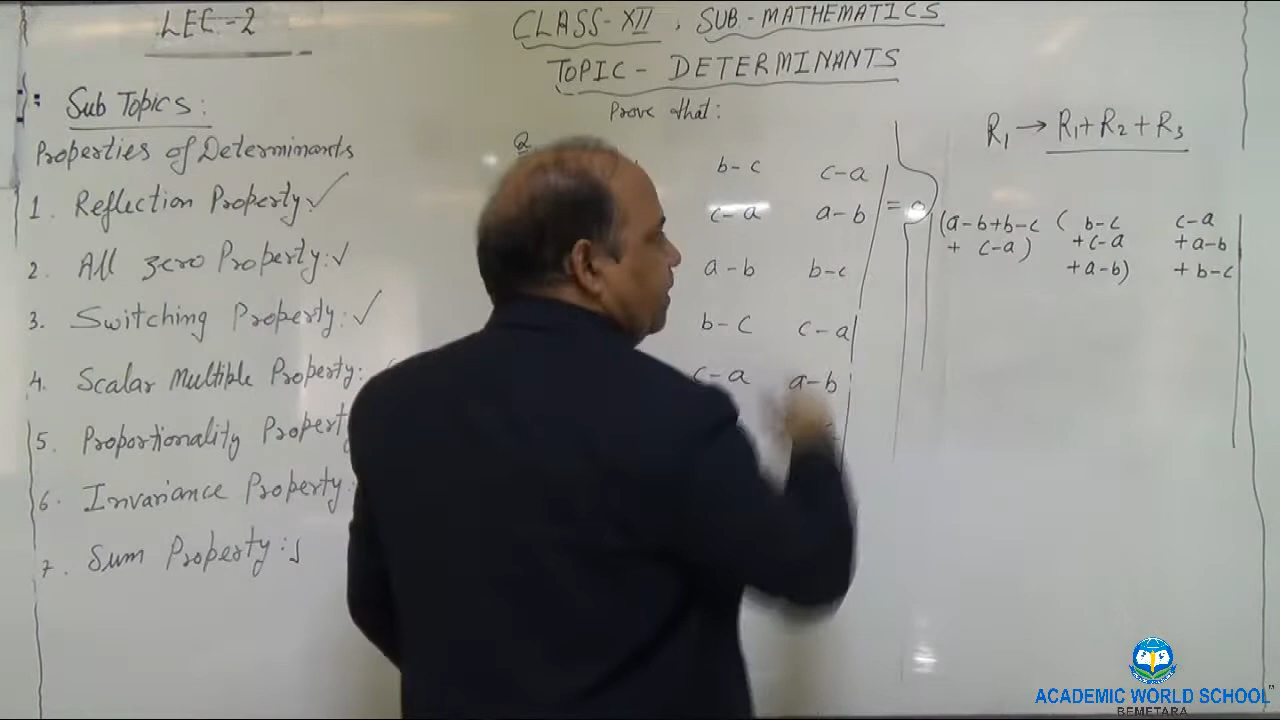 LEC-2
CLASS-XII, SUB.-MATHEMATICS
TOPIC- DETERMINANTS
Sub Topics:
Properties of Determinants
1. Reflection Property: ✓
2. All zero Property: ✓
3. Switching Property: ✓
4. Scalar Multiple Property:
5. Proportionality Property
6. Invariance Property:
7. Sum Property:
Prove that:
Q
b-c c-a
c-a a-b = 0
a-b b-c
b-c c-a
c-a a-b
R₁ → R₁+R₂+R₃
(a-b+b-c ( b-c c-a
+ c-a) +c-a +a-b
+a-b) +b-c
ACADEMIC WORLD SCHOOL
BEMETARA